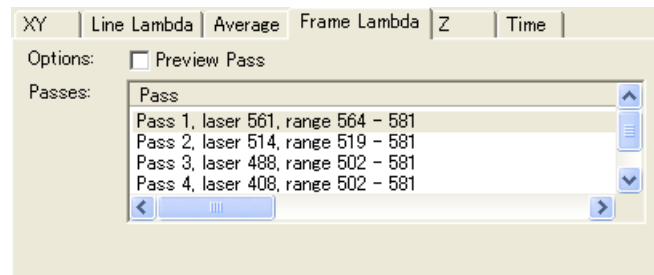 XY Line Lambda Average Frame Lambda Z Time
Options: Preview Pass
Passes: Pass
Pass 1, laser 561, range 564 - 581
Pass 2, laser 514, range 519 - 581
Pass 3, laser 488, range 502 - 581
Pass 4, laser 408, range 502 - 581